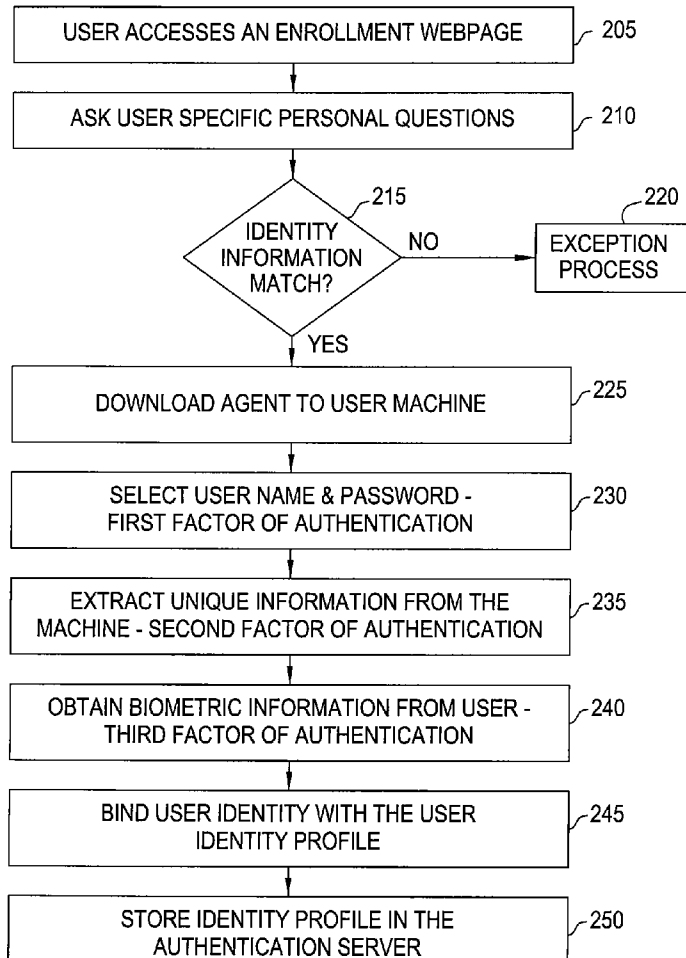 USER ACCESSES AN ENROLLMENT WEBPAGE
205
ASK USER SPECIFIC PERSONAL QUESTIONS
210
215
IDENTITY
INFORMATION
MATCH?
NO
220
EXCEPTION
PROCESS
YES
DOWNLOAD AGENT TO USER MACHINE
225
SELECT USER NAME & PASSWORD -
FIRST FACTOR OF AUTHENTICATION
230
EXTRACT UNIQUE INFORMATION FROM THE
MACHINE - SECOND FACTOR OF AUTHENTICATION
235
OBTAIN BIOMETRIC INFORMATION FROM USER -
THIRD FACTOR OF AUTHENTICATION
240
BIND USER IDENTITY WITH THE USER
IDENTITY PROFILE
245
STORE IDENTITY PROFILE IN THE
AUTHENTICATION SERVER
250